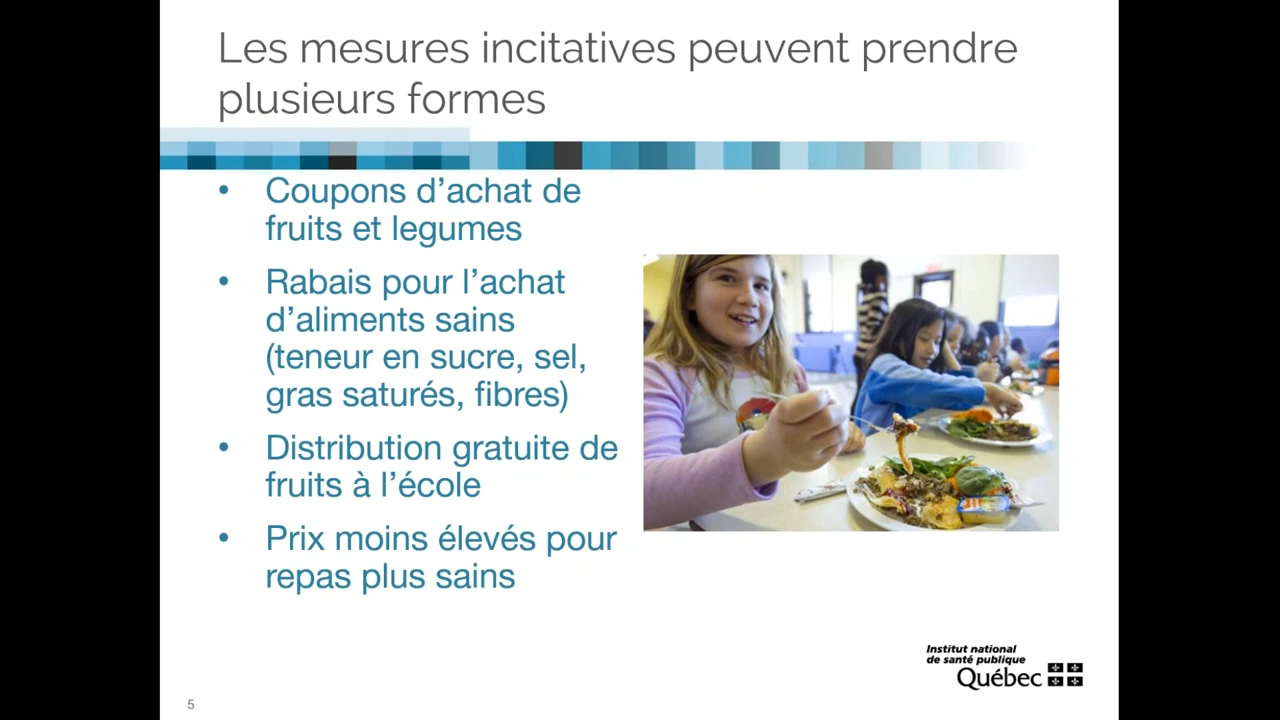 Les mesures incitatives peuvent prendre
plusieurs formes
• Coupons d’achat de
fruits et legumes
• Rabais pour l’achat
d’aliments sains
(teneur en sucre, sel,
gras saturés, fibres)
• Distribution gratuite de
fruits à l’école
• Prix moins élevés pour
repas plus sains
Institut national
de santé publique
Québec
5